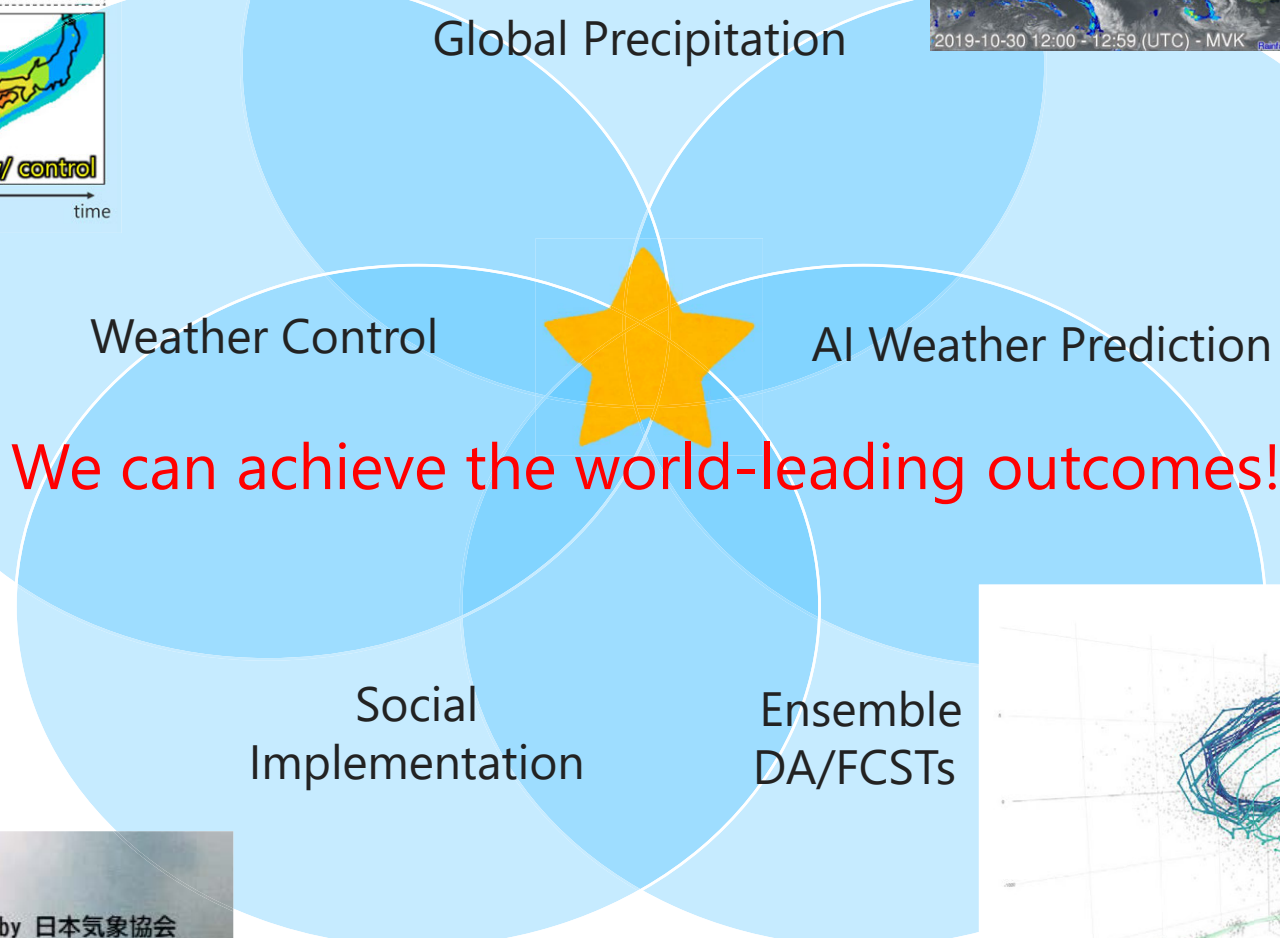 Global Precipitation
2019-10-30 12:00 - 12:59 (UTC) - MVK
/ control
time
Weather Control
AI Weather Prediction
We can achieve the world-leading outcomes!
Social
Implementation
Ensemble
DA/FCSTs
by 日本気象協会